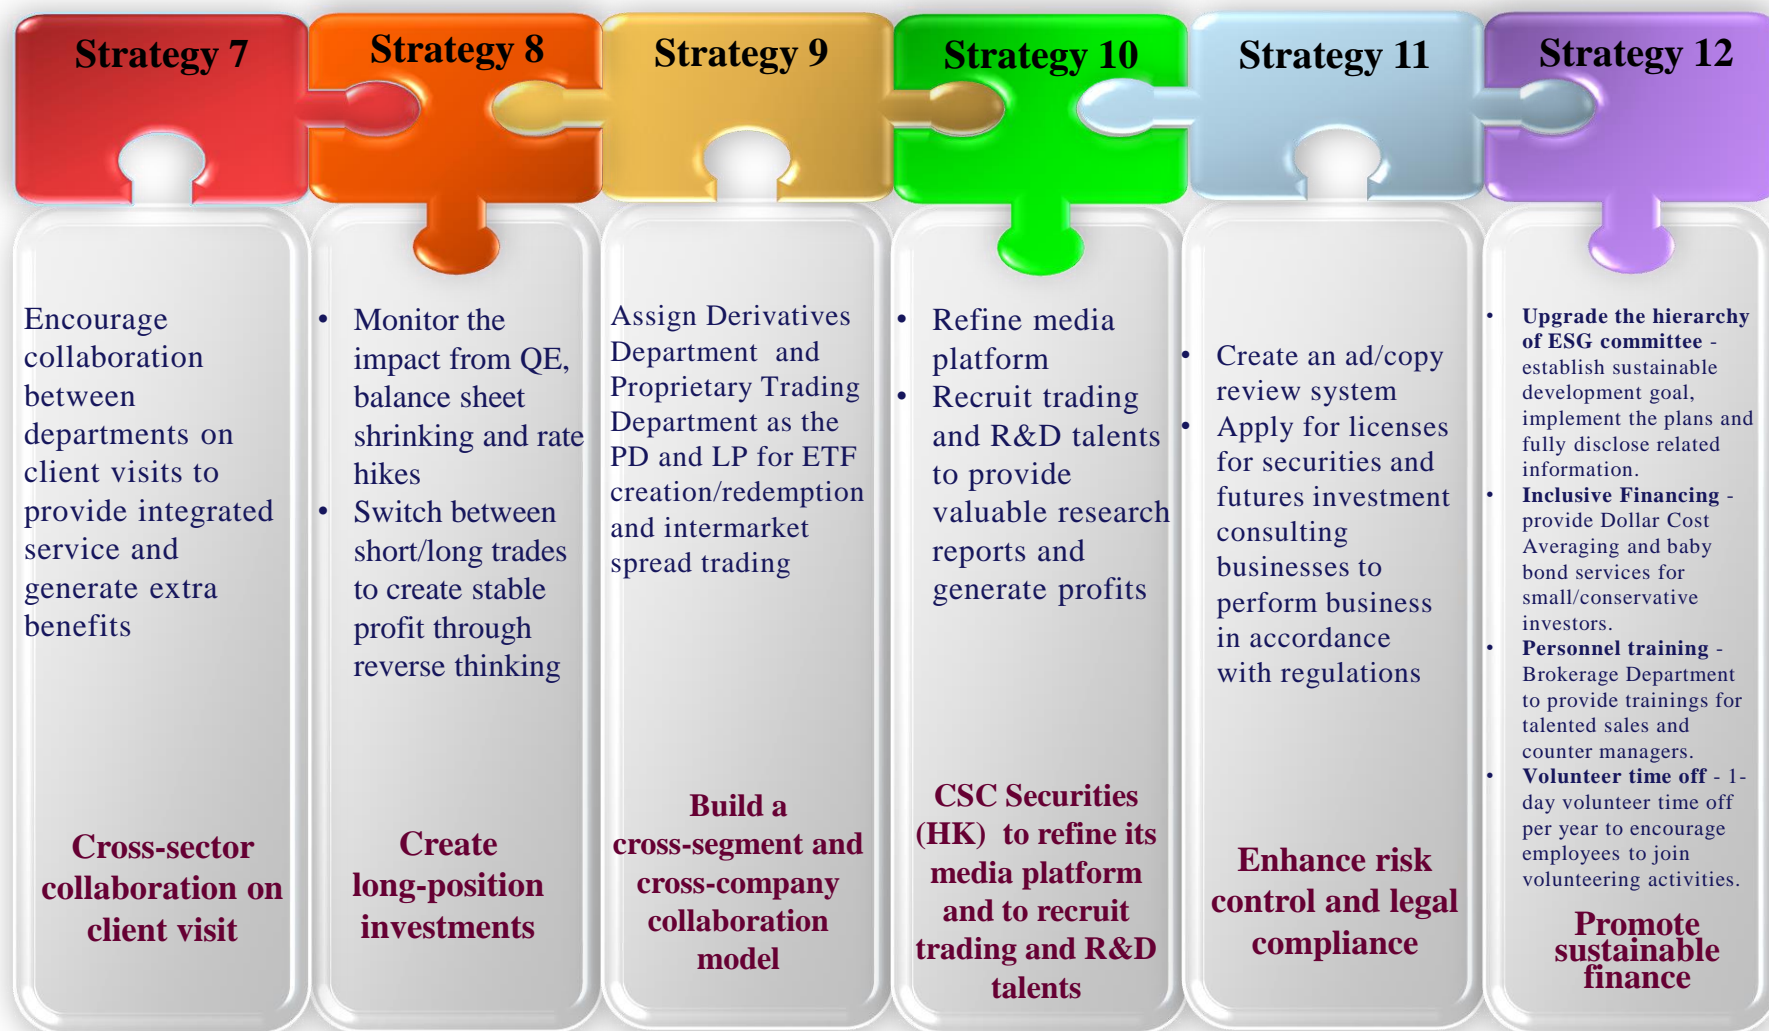 Strategy 7
Encourage
collaboration
between
departments on
client visits to
provide integrated
service and
generate extra
benefits
Cross-sector
collaboration on
client visit
Strategy 8
• Monitor the
impact from QE,
balance sheet
shrinking and rate
hikes
• Switch between
short/long trades
to create stable
profit through
reverse thinking
Create
long-position
investments
Strategy 9
Assign Derivatives
Department and
Proprietary Trading
Department as the
PD and LP for ETF
creation/redemption
and intermarket
spread trading
Build a
cross-segment and
cross-company
collaboration
model
Strategy 10
• Refine media
platform
• Recruit trading
and R&D talents
to provide
valuable research
reports and
generate profits
CSC Securities
(HK) to refine its
media platform
and to recruit
trading and R&D
talents
Strategy 11
• Create an ad/copy
review system
• Apply for licenses
for securities and
futures investment
consulting
businesses to
perform business
in accordance
with regulations
Enhance risk
control and legal
compliance
Strategy 12
• Upgrade the hierarchy
of ESG committee -
establish sustainable
development goal,
implement the plans and
fully disclose related
information.
• Inclusive Financing -
provide Dollar Cost
Averaging and baby
bond services for
small/conservative
investors.
• Personnel training -
Brokerage Department
to provide trainings for
talented sales and
counter managers.
• Volunteer time off - 1-
day volunteer time off
per year to encourage
employees to join
volunteering activities.
Promote
sustainable
finance